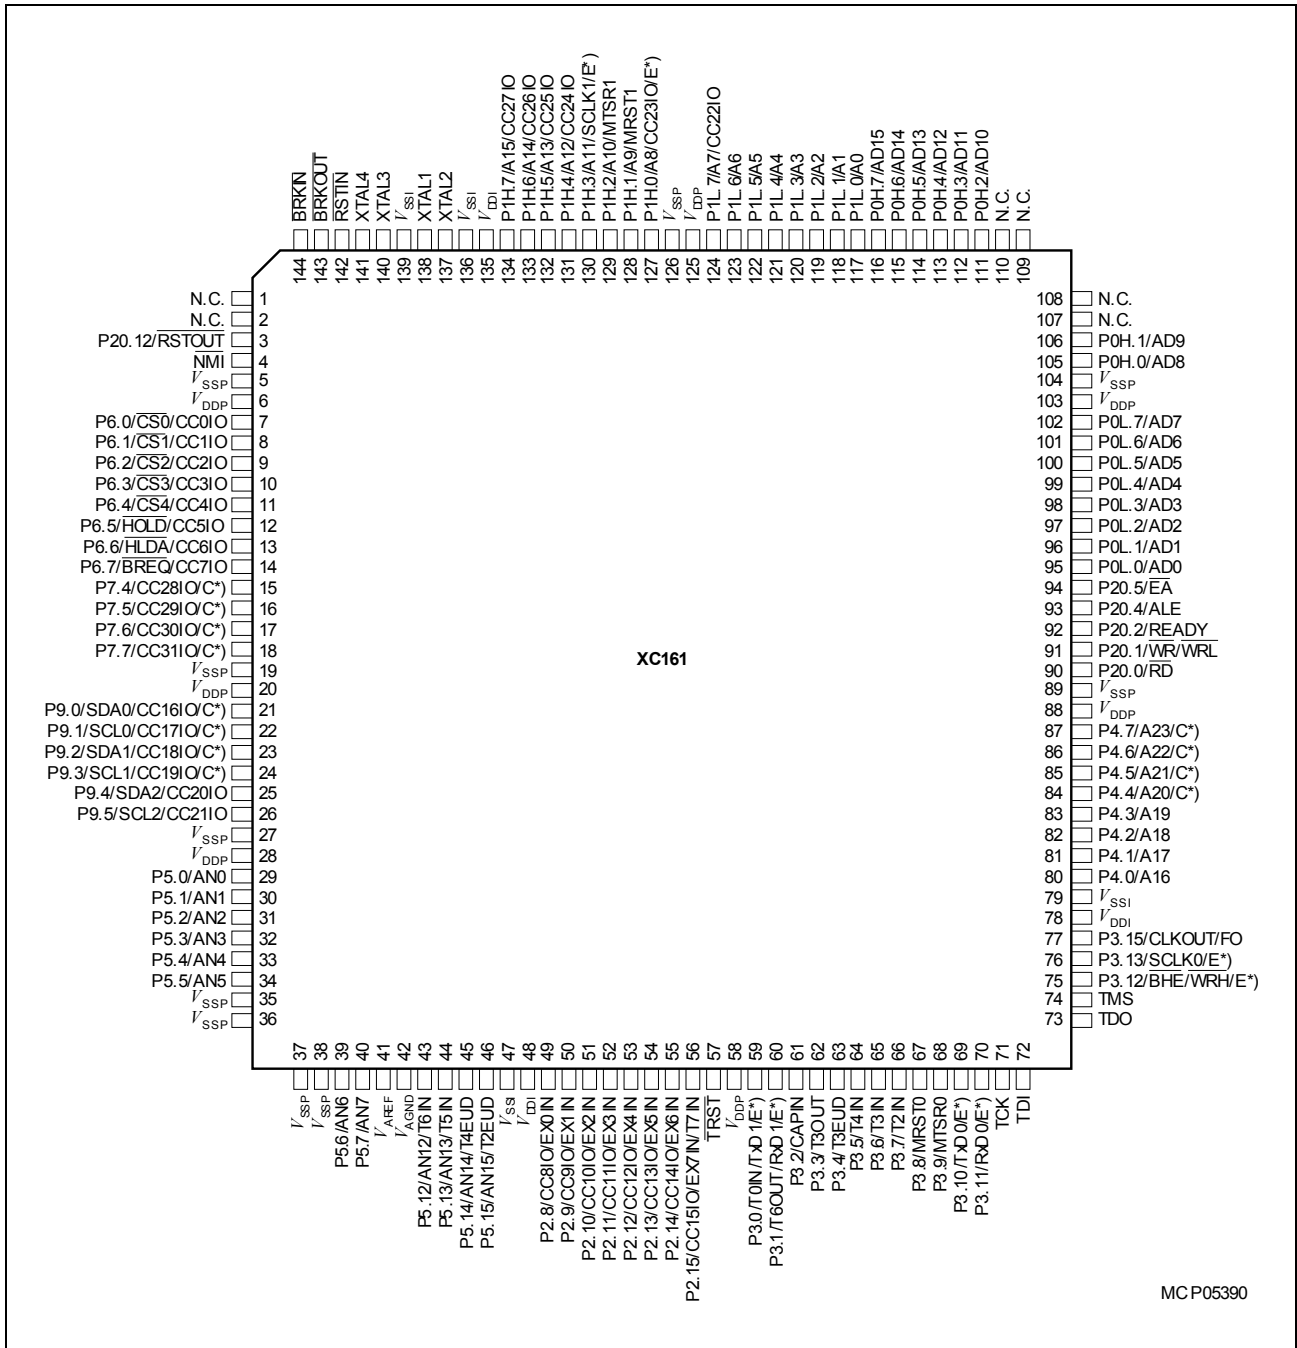 BRKIN
BRKOUT
RSTIN
XTAL4
XTAL3
VSSI
XTAL1
XTAL2
VSSI
VDDI
P1H.7/A15/CC27IO
P1H.6/A14/CC26IO
P1H.5/A13/CC25IO
P1H.4/A12/CC24IO
P1H.3/A11/SCLK1/E*)
P1H.2/A10/MTSR1
P1H.1/A9/MRST1
P1H.0/A8/CC23IO/E*)
VSSP
VDDP
P1L.7/A7/CC22IO
P1L.6/A6
P1L.5/A5
P1L.4/A4
P1L.3/A3
P1L.2/A2
P1L.1/A1
P1L.0/A0
P0H.7/AD15
P0H.6/AD14
P0H.5/AD13
P0H.4/AD12
P0H.3/AD11
P0H.2/AD10
N.C.
N.C.
144 143 142 141 140 139 138 137 136 135 134 133 132 131 130 129 128 127 126 125 124 123 122 121 120 119 118 117 116 115 114 113 112 111 110 109
N.C. 1
N.C. 2
P20.12/RSTOUT 3
NMI 4
VSSP 5
VDDP 6
P6.0/CS0/CC0IO 7
P6.1/CS1/CC1IO 8
P6.2/CS2/CC2IO 9
P6.3/CS3/CC3IO 10
P6.4/CS4/CC4IO 11
P6.5/HOLD/CC5IO 12
P6.6/HLDA/CC6IO 13
P6.7/BREQ/CC7IO 14
P7.4/CC28IO/C*) 15
P7.5/CC29IO/C*) 16
P7.6/CC30IO/C*) 17
P7.7/CC31IO/C*) 18
VSSP 19
VDDP 20
P9.0/SDA0/CC16IO/C*) 21
P9.1/SCL0/CC17IO/C*) 22
P9.2/SDA1/CC18IO/C*) 23
P9.3/SCL1/CC19IO/C*) 24
P9.4/SDA2/CC20IO 25
P9.5/SCL2/CC21IO 26
VSSP 27
VDDP 28
P5.0/AN0 29
P5.1/AN1 30
P5.2/AN2 31
P5.3/AN3 32
P5.4/AN4 33
P5.5/AN5 34
VSSP 35
VSSP 36
XC161
108 N.C.
107 N.C.
106 P0H.1/AD9
105 P0H.0/AD8
104 VSSP
103 VDDP
102 P0L.7/AD7
101 P0L.6/AD6
100 P0L.5/AD5
99 P0L.4/AD4
98 P0L.3/AD3
97 P0L.2/AD2
96 P0L.1/AD1
95 P0L.0/AD0
94 P20.5/EA
93 P20.4/ALE
92 P20.2/READY
91 P20.1/WR/WRL
90 P20.0/RD
89 VSSP
88 VDDP
87 P4.7/A23/C*)
86 P4.6/A22/C*)
85 P4.5/A21/C*)
84 P4.4/A20/C*)
83 P4.3/A19
82 P4.2/A18
81 P4.1/A17
80 P4.0/A16
79 VSSI
78 VDDI
77 P3.15/CLKOUT/FO
76 P3.13/SCLK0/E*)
75 P3.12/BHE/WRH/E*)
74 TMS
73 TDO
37 38 39 40 41 42 43 44 45 46 47 48 49 50 51 52 53 54 55 56 57 58 59 60 61 62 63 64 65 66 67 68 69 70 71 72
VSSP
VSSP
P5.6/AN6
P5.7/AN7
VAREF
VAGND
P5.12/AN12/T6IN
P5.13/AN13/T5IN
P5.14/AN14/T4EUD
P5.15/AN15/T2EUD
VSSI
VDDI
P2.8/CC8IO/EX0IN
P2.9/CC9IO/EX1IN
P2.10/CC10IO/EX2IN
P2.11/CC11IO/EX3IN
P2.12/CC12IO/EX4IN
P2.13/CC13IO/EX5IN
P2.14/CC14IO/EX6IN
P2.15/CC15IO/EX7IN/T7IN
TRST
VDDP
P3.0/T0IN/TxD1/E*)
P3.1/T6OUT/RxD1/E*)
P3.2/CAPIN
P3.3/T3OUT
P3.4/T3EUD
P3.5/T4IN
P3.6/T3IN
P3.7/T2IN
P3.8/MRST0
P3.9/MTSR0
P3.10/TxD0/E*)
P3.11/RxD0/E*)
TCK
TDI
MCP05390